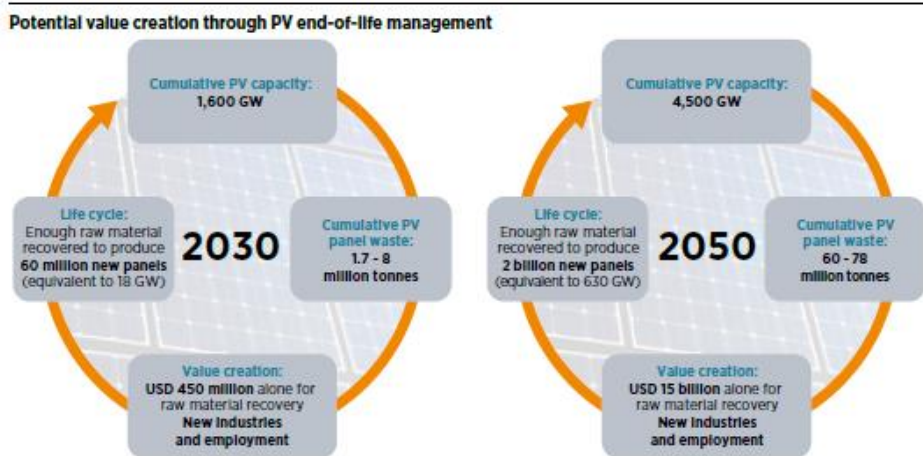 Potential value creation through PV end-of-life management
Cumulative PV capacity:
1,600 GW
Life cycle:
Enough raw material
recovered to produce
60 million new panels
(equivalent to 18 GW)
2030
Cumulative PV
panel waste:
1.7 - 8
million tonnes
Value creation:
USD 450 million alone for
raw material recovery
New industries
and employment
Cumulative PV capacity:
4,500 GW
Life cycle:
Enough raw material
recovered to produce
2 billion new panels
(equivalent to 630 GW)
2050
Cumulative PV
panel waste:
60 - 78
million tonnes
Value creation:
USD 15 billion alone for
raw material recovery
New industries
and employment